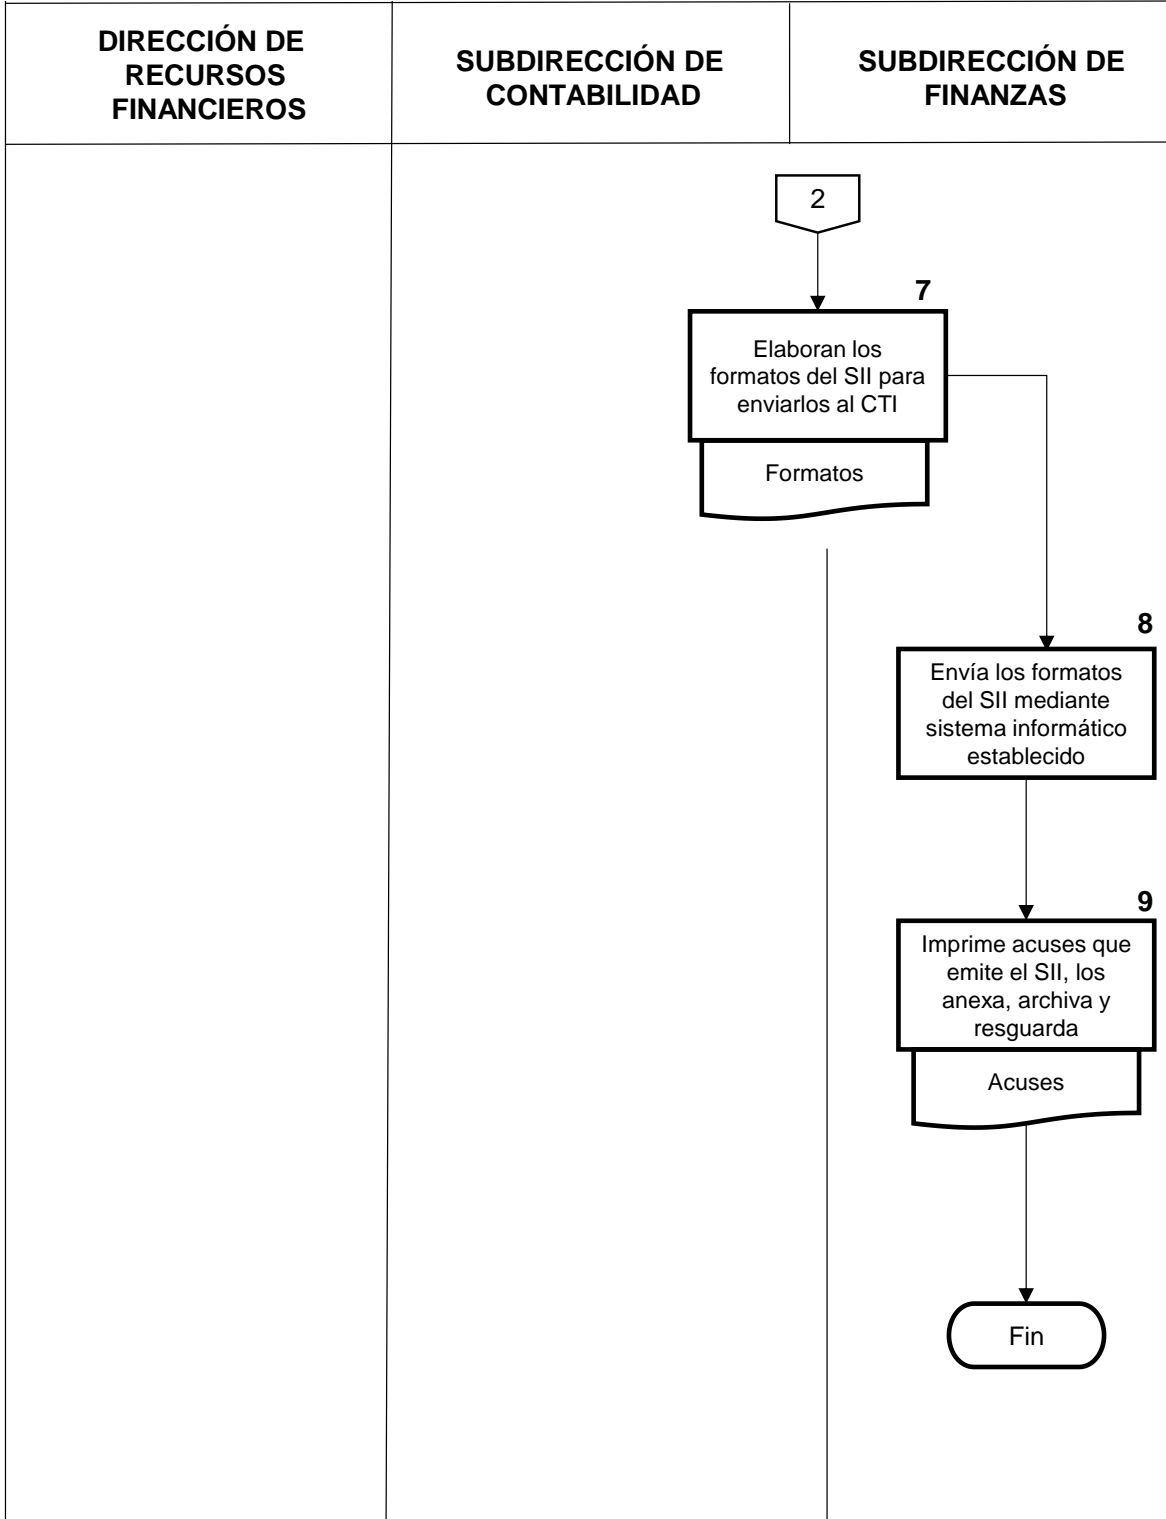 DIRECCIÓN DE
RECURSOS
FINANCIEROS
SUBDIRECCIÓN DE
CONTABILIDAD
SUBDIRECCIÓN DE
FINANZAS
2
7
Elaboran los
formatos del SII para
enviarlos al CTI
Formatos
8
Envía los formatos
del SII mediante
sistema informático
establecido
9
Imprime acuses que
emite el SII, los
anexa, archiva y
resguarda
Acuses
Fin